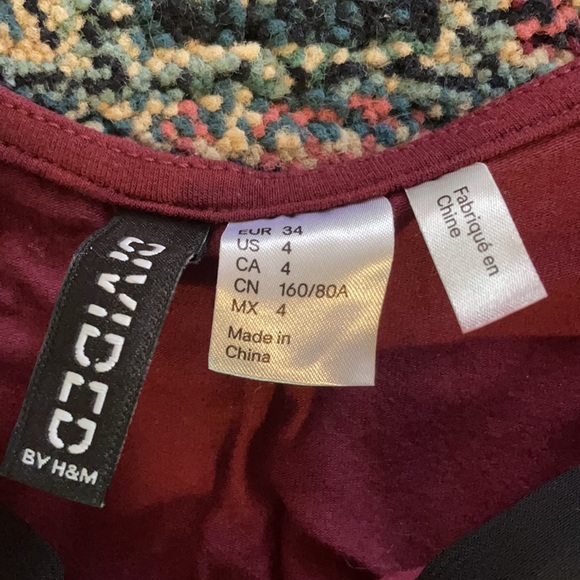 DIVIDED
BY H&M
EUR 34
US 4
CA 4
CN 160/80A
MX 4
Made in
China
Fabriqué en
Chine